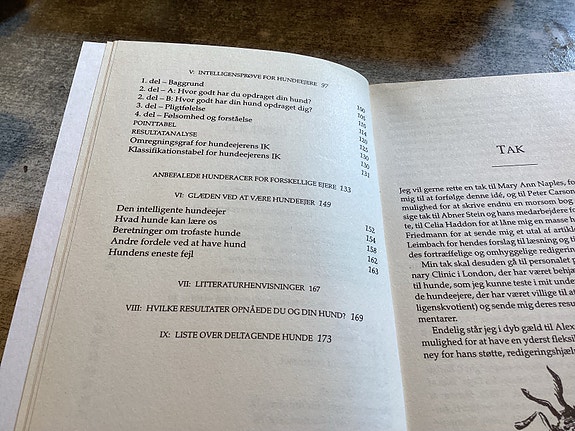 V: INTELLIGENSPRØVE FOR HUNDEEJERE 97
1. del – Baggrund 100
2. del – A: Hvor godt har du opdraget din hund? 101
2. del – B: Hvor godt har din hund opdraget dig?
3. del – Pligtfølelse 114
4. del – Følsomhed og forståelse 120
POINTTABEL 125
RESULTATANALYSE 130
Omregningsgraf for hundeejerens IK 130
Klassifikationstabel for hundeejerens IK 131
ANBEFALEDE HUNDERACER FOR FORSKELLIGE EJERE 133
VI: GLÆDEN VED AT VÆRE HUNDEEJER 149
Den intelligente hundeejer 152
Hvad hunde kan lære os 154
Beretninger om trofaste hunde 158
Andre fordele ved at have hund 162
Hundens eneste fejl 163
VII: LITTERATURHENVISNINGER 167
VIII: HVILKE RESULTATER OPNÅEDE DU OG DIN HUND? 169
IX: LISTE OVER DELTAGENDE HUNDE 173
TAK
Jeg vil gerne rette en tak til Mary Ann Naples, fo
mig til at forfølge denne idé, og til Peter Carson
mulighed for at skrive endnu en morsom bog
sige tak til Abner Stein og hans medarbejdere fo
te, til Celia Haddon for at låne mig en masse h
Friedmann for at sende mig et utal af artikle
Leimbach for hendes forslag til læsning og ti
des fortræffelige og omhyggelige redigering
Min tak skal desuden gå til personalet p
nary Clinic i London, der har været behjæl
til hunde, som jeg kunne teste i mit under
de hundeejere, der har været villige til at
ligenskvotient) og sende mig deres resu
mentarer.
Endelig står jeg i dyb gæld til Alex
mulighed for at have en yderst fleksib
ney for hans støtte, redigeringshjælp